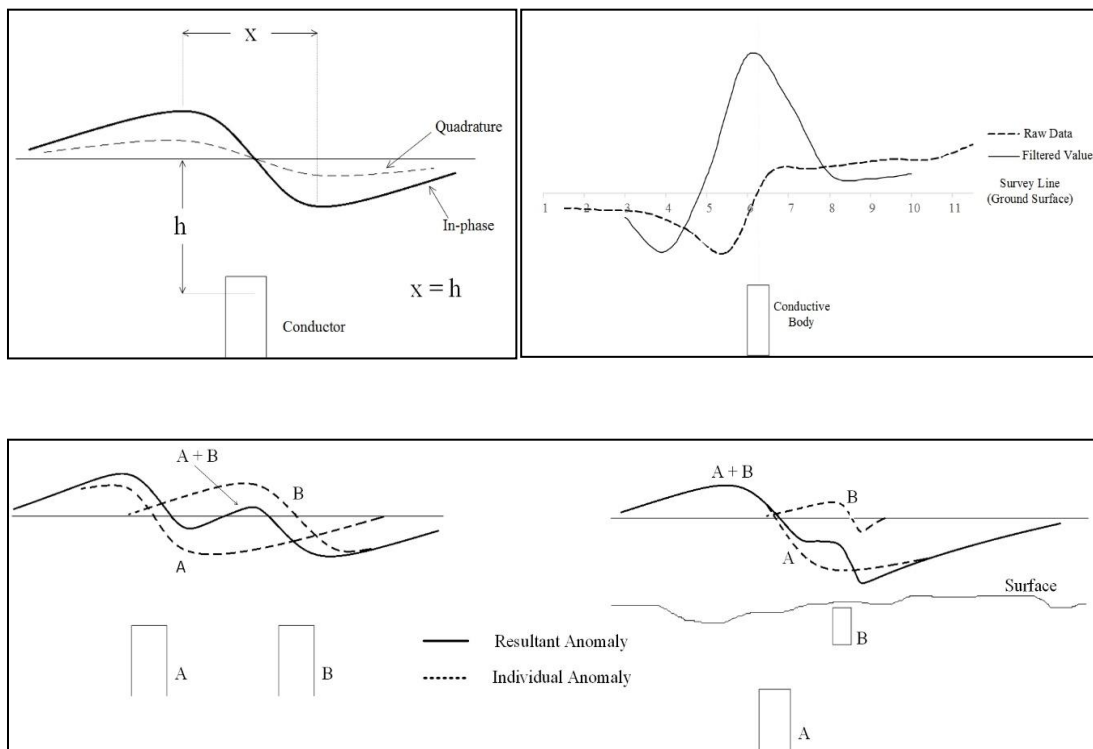 x
Quadrature
In-phase
h
x = h
Conductor
Raw Data
Filtered Value
Survey Line
(Ground Surface)
1 2 3 4 5 6 7 8 9 10 11
Conductive
Body
A + B
B
A
A
B
Resultant Anomaly
Individual Anomaly
A + B
B
A
Surface
B
A